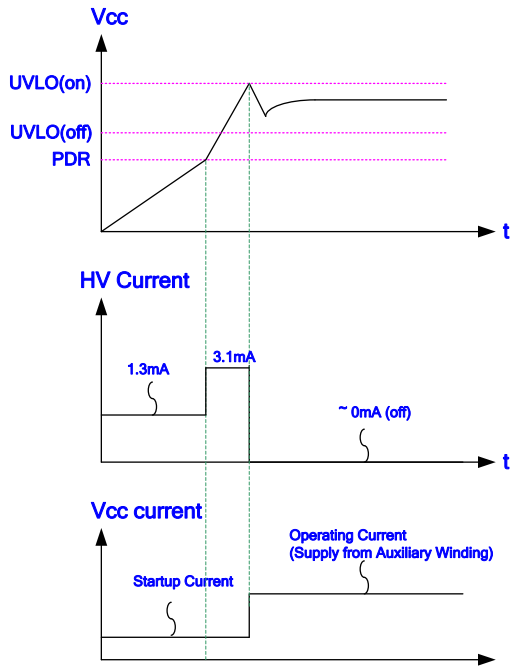 Vcc
UVLO(on)
UVLO(off)
PDR
t
HV Current
3.1mA
1.3mA
~ 0mA (off)
t
Vcc current
Operating Current
(Supply from Auxiliary Winding)
Startup Current